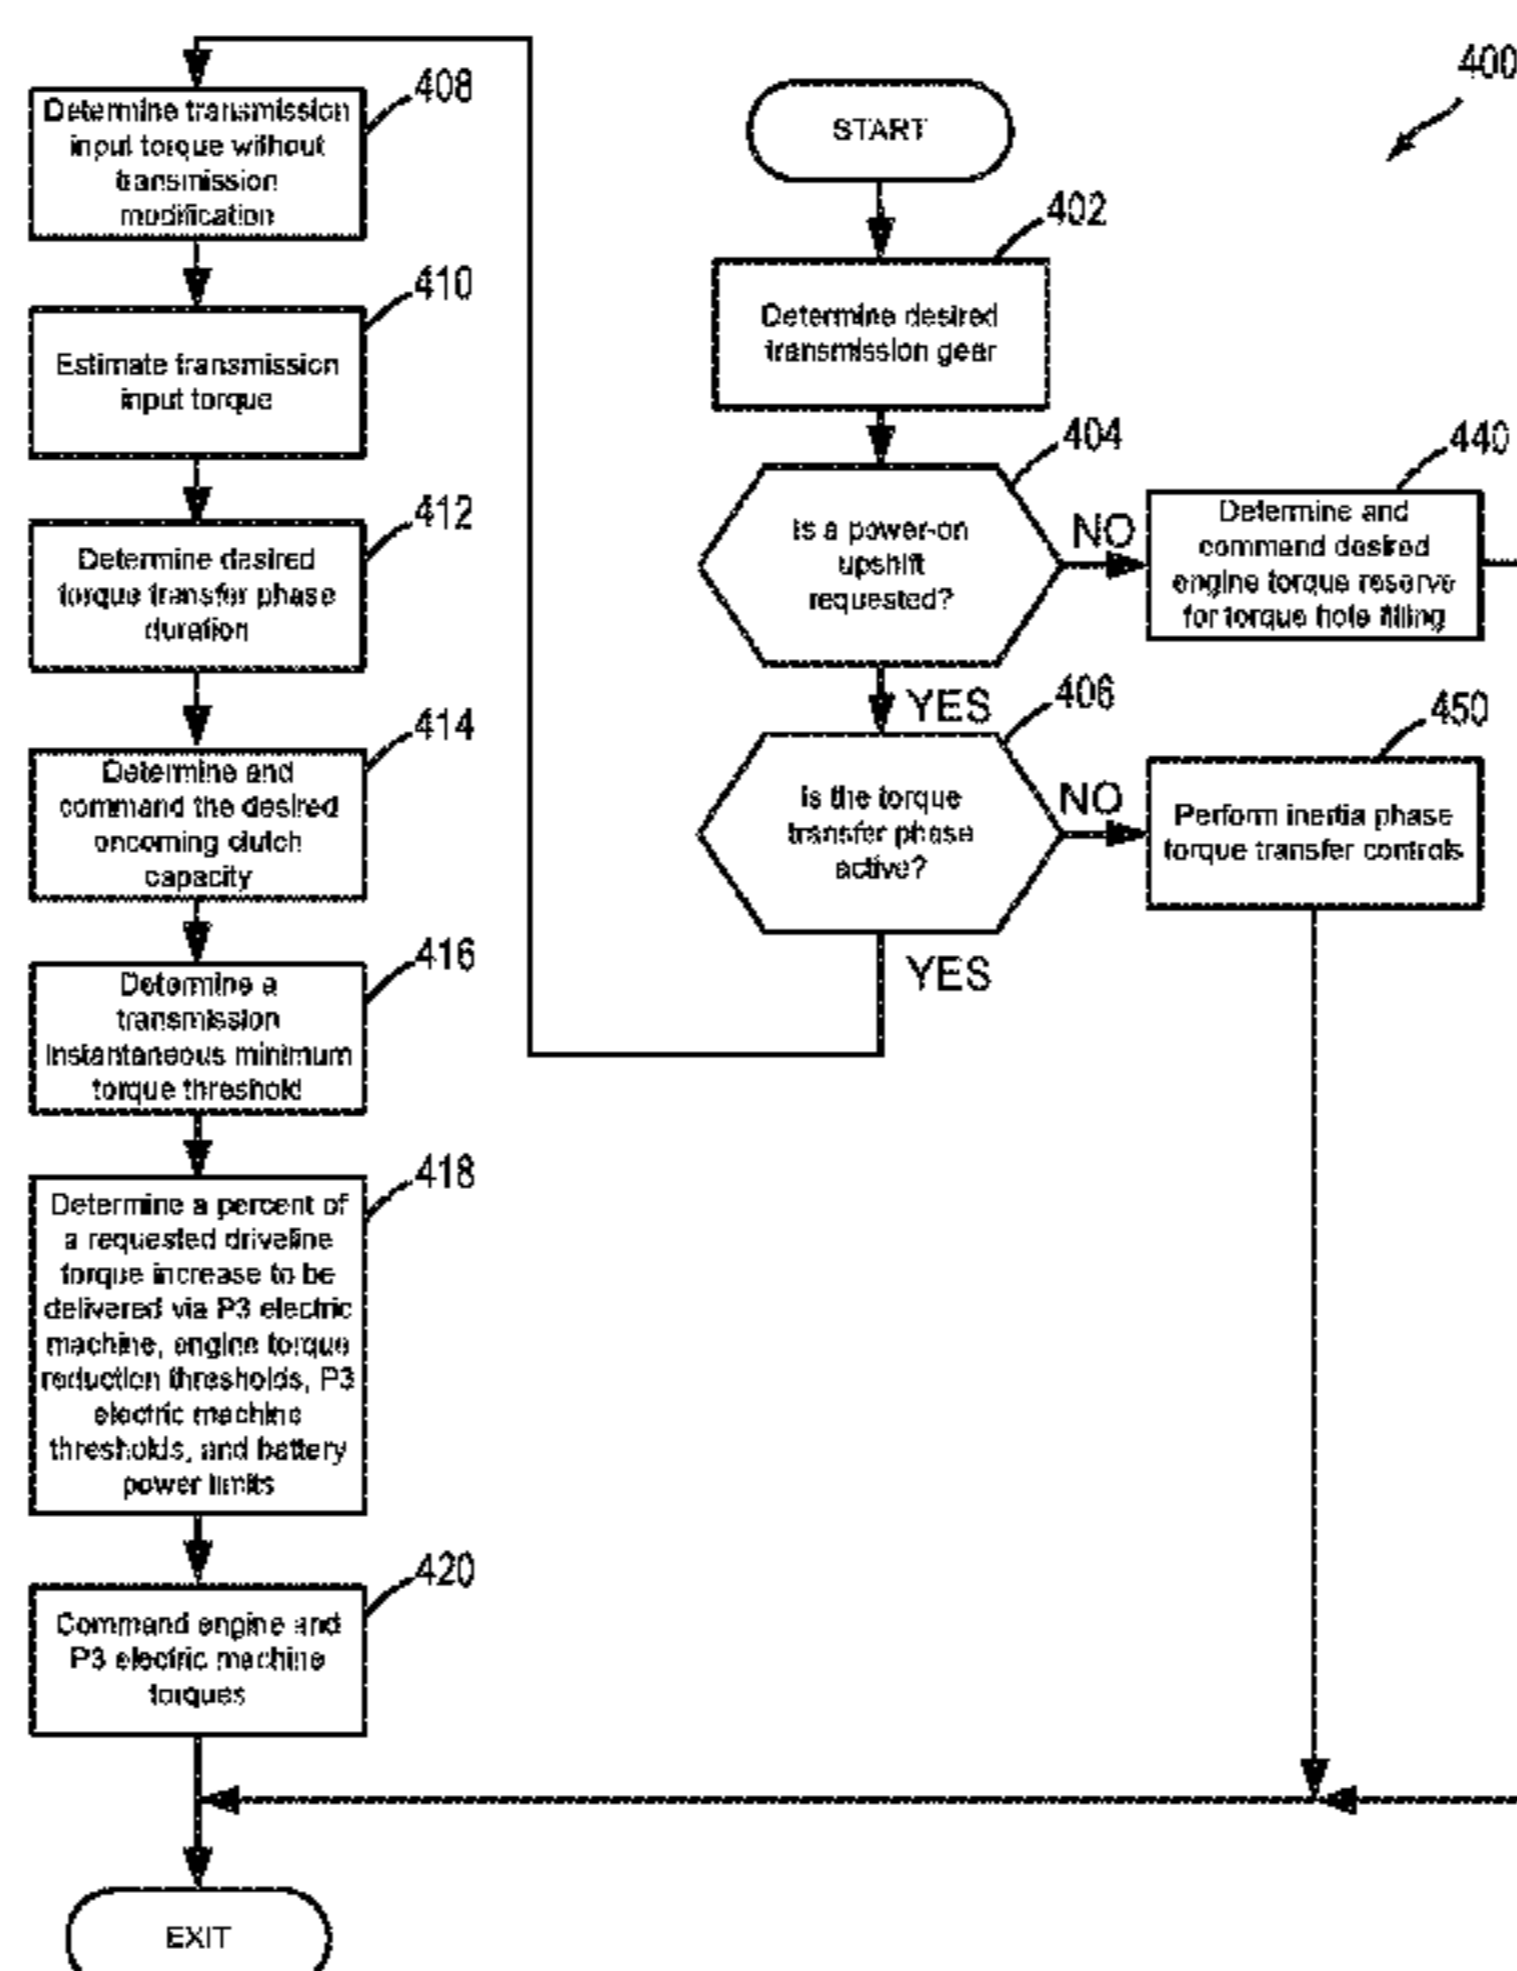 400
START
402
Determine desired
transmission gear
404
Is a power-on
upshift
requested?
NO
440
Determine and
command desired
engine torque reserve
for torque hole filling
YES
406
Is the torque
transfer phase
active?
NO
450
Perform inertia phase
torque transfer controls
YES
408
Determine transmission
input torque without
transmission
modification
410
Estimate transmission
input torque
412
Determine desired
torque transfer phase
duration
414
Determine and
command the desired
oncoming clutch
capacity
416
Determine a
transmission
instantaneous minimum
torque threshold
418
Determine a percent of
a requested driveline
torque increase to be
delivered via P3 electric
machine, engine torque
reduction thresholds, P3
electric machine
thresholds, and battery
power limits
420
Command engine and
P3 electric machine
torques
EXIT